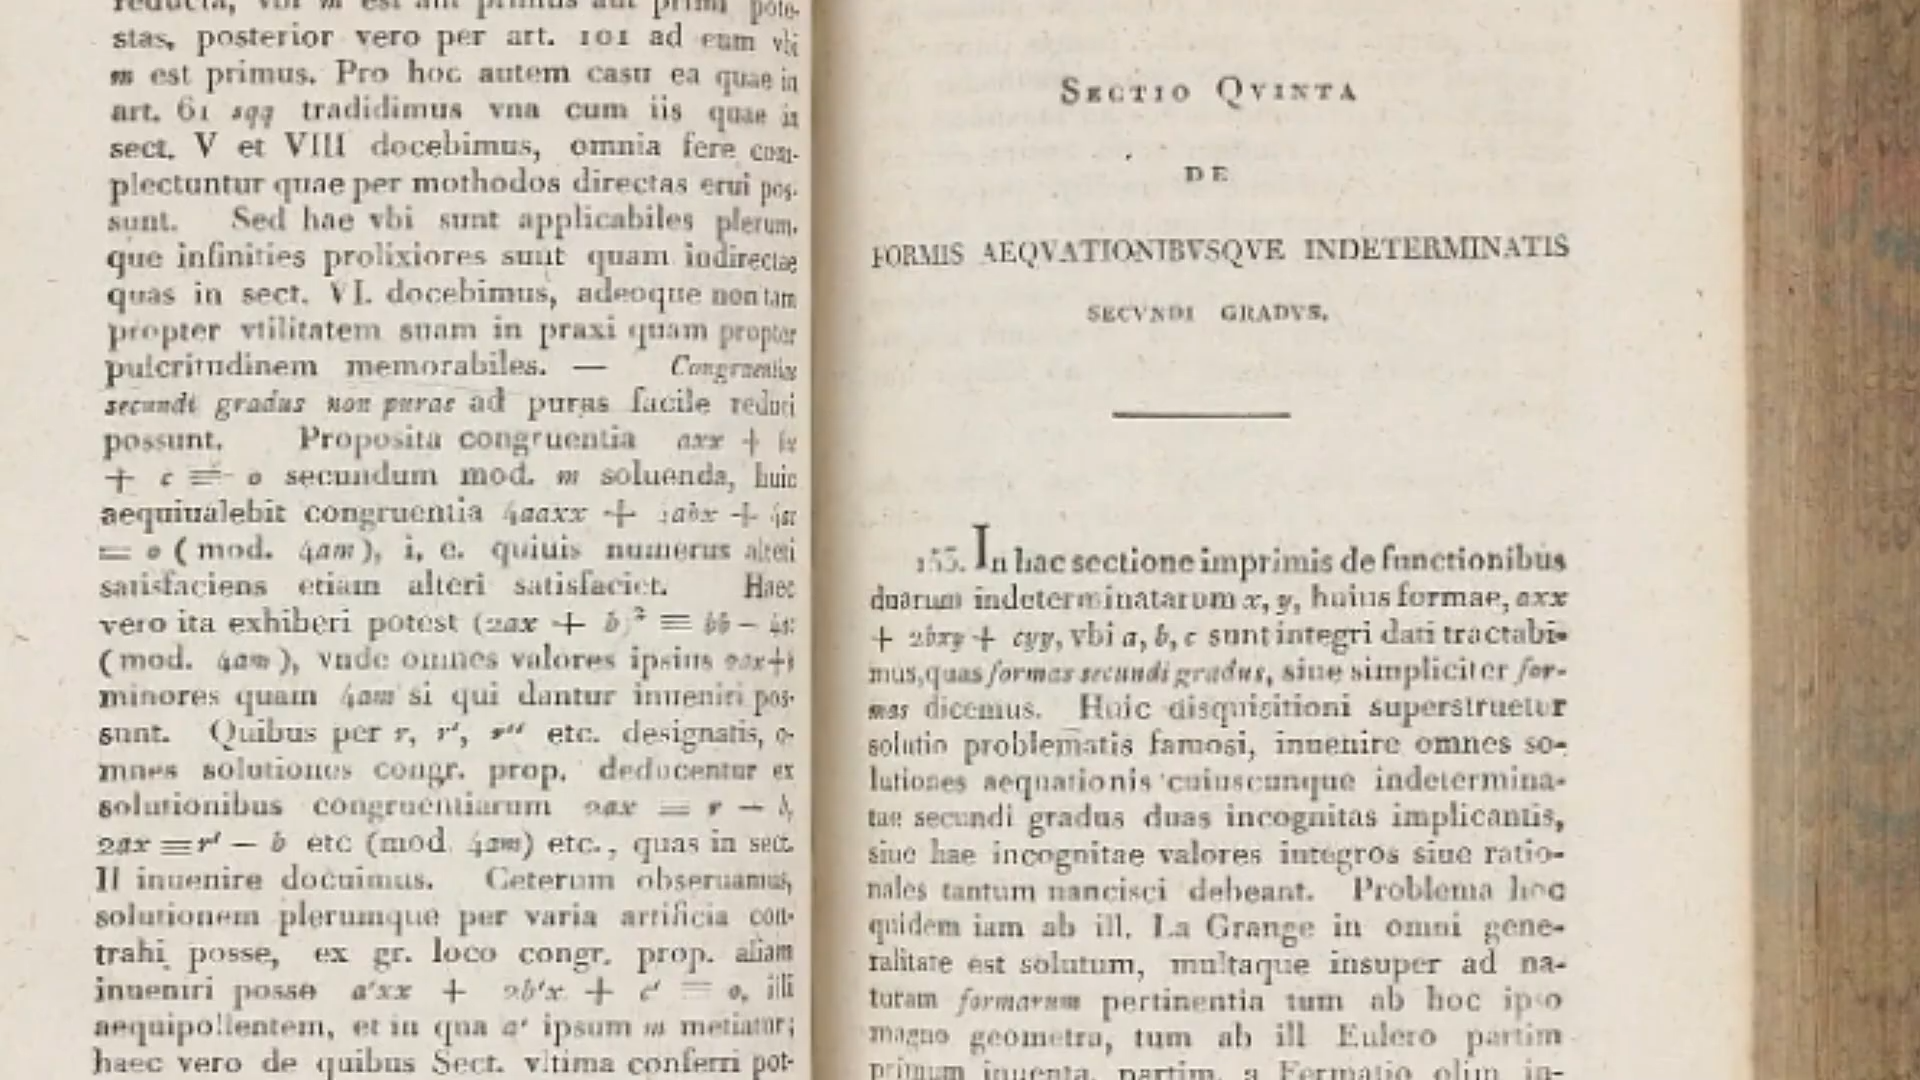 reducta, vbi m est aut primus aut primi pote-
stas, posterior vero per art. 101 ad eum vbi
m est primus. Pro hoc autem casu ea quae in
art. 61 sqq tradidimus vna cum iis quae in
sect. V et VIII docebimus, omnia fere com-
plectuntur quae per mothodos directas erui pos-
sunt. Sed hae vbi sunt applicabiles plerum-
que infinities prolixiores sunt quam indirectae
quas in sect. VI. docebimus, adeoque non tam
propter vtilitatem suam in praxi quam propter
pulcritudinem memorabiles. — Congruentiae
secundi gradus non purae ad puras facile reduci
possunt. Proposita congruentia axx + bx
+ c ≡ 0 secundum mod. m soluenda, huic
aequiualebit congruentia 4aaxx + 4abx + 4ac
≡ 0 (mod. 4am), i. e. quiuis numerus alteri
satisfaciens etiam alteri satisfaciet. Haec
vero ita exhiberi potest (2ax + b)² ≡ bb — 4ac
(mod. 4am), vnde omnes valores ipsius 2ax+b
minores quam 4am si qui dantur inueniri pos-
sunt. Quibus per r, r′, r″ etc. designatis, o-
mnes solutiones congr. prop. deducentur ex
solutionibus congruentiarum 2ax ≡ r — b,
2ax ≡ r′ — b etc (mod 4am) etc., quas in sect.
II inuenire docuimus. Ceterum obseruamus,
solutionem plerumque per varia artificia con-
trahi posse, ex gr. loco congr. prop. aliam
inueniri posse a′xx + 2b′x + c′ ≡ 0, illi
aequipollentem, et in qua a′ ipsum m metiatur;
haec vero de quibus Sect. vltima conferri pot-
SECTIO QVINTA
DE
FORMIS AEQVATIONIBVSQVE INDETERMINATIS
SECVNDI GRADVS.
153. In hac sectione imprimis de functionibus
duarum indeterminatarum x, y, huius formae, axx
+ 2bxy + cyy, vbi a, b, c sunt integri dati tractabi-
mus, quas formas secundi gradus, siue simpliciter for-
mas dicemus. Huic disquisitioni superstruetur
solutio problematis famosi, inuenire omnes so-
lutiones aequationis cuiuscunque indetermina-
tae secundi gradus duas incognitas implicantis,
siue hae incognitae valores integros siue ratio-
nales tantum nancisci debeant. Problema hoc
quidem iam ab ill. La Grange in omni gene-
ralitate est solutum, multaque insuper ad na-
turam formarum pertinentia tum ab hoc ipso
magno geometra, tum ab ill Eulero partim
primum inuenta, partim, a Fermatio olim in-